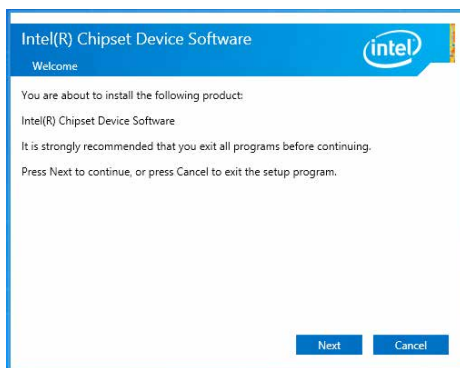 Intel(R) Chipset Device Software
intel
Welcome
You are about to install the following product:
Intel(R) Chipset Device Software
It is strongly recommended that you exit all programs before continuing.
Press Next to continue, or press Cancel to exit the setup program.
Next
Cancel